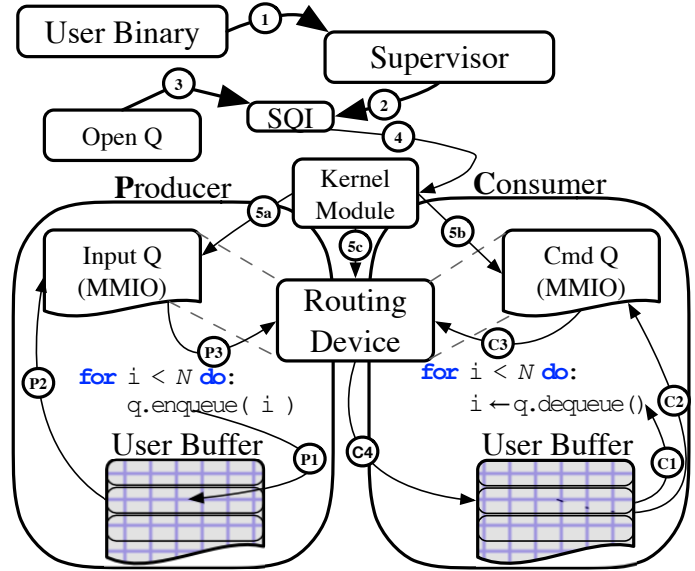 User Binary
1
Supervisor
3
2
SQI
4
Open Q
Kernel
Module
Producer
Consumer
5a
5b
5c
Input Q
(MMIO)
Cmd Q
(MMIO)
Routing
Device
P3
C3
P2
for i < N do:
q.enqueue( i )
for i < N do:
i ← q.dequeue()
C2
User Buffer
P1
C4
User Buffer
C1